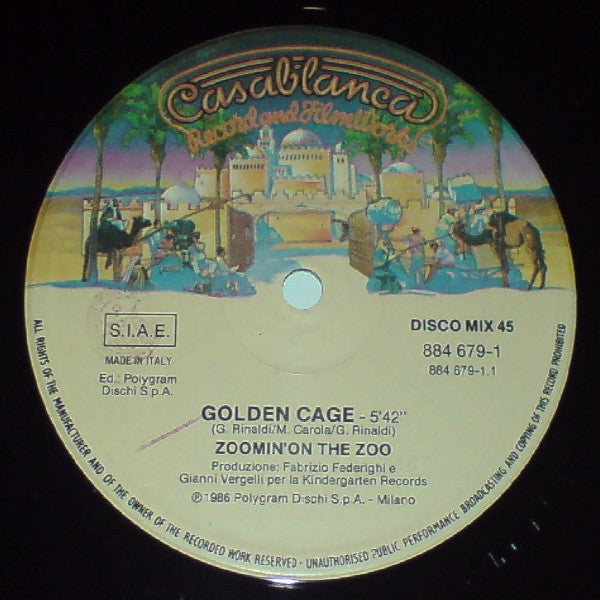 Casablanca
Record and FilmWorks
S.I.A.E.
MADE IN ITALY
Ed.: Polygram
Dischi S.p.A.
DISCO MIX 45
884 679-1
884 679-1.1
GOLDEN CAGE - 5'42"
(G. Rinaldi/M. Carola/G. Rinaldi)
ZOOMIN'ON THE ZOO
Produzione: Fabrizio Federighi e
Gianni Vergelli per la Kindergarten Records
℗ 1986 Polygram Dischi S.p.A. - Milano
ALL RIGHTS OF THE MANUFACTURER AND OF THE OWNER OF THE RECORDED WORK RESERVED - UNAUTHORISED PUBLIC PERFORMANCE BROADCASTING AND COPYING OF THIS RECORD PROHIBITED